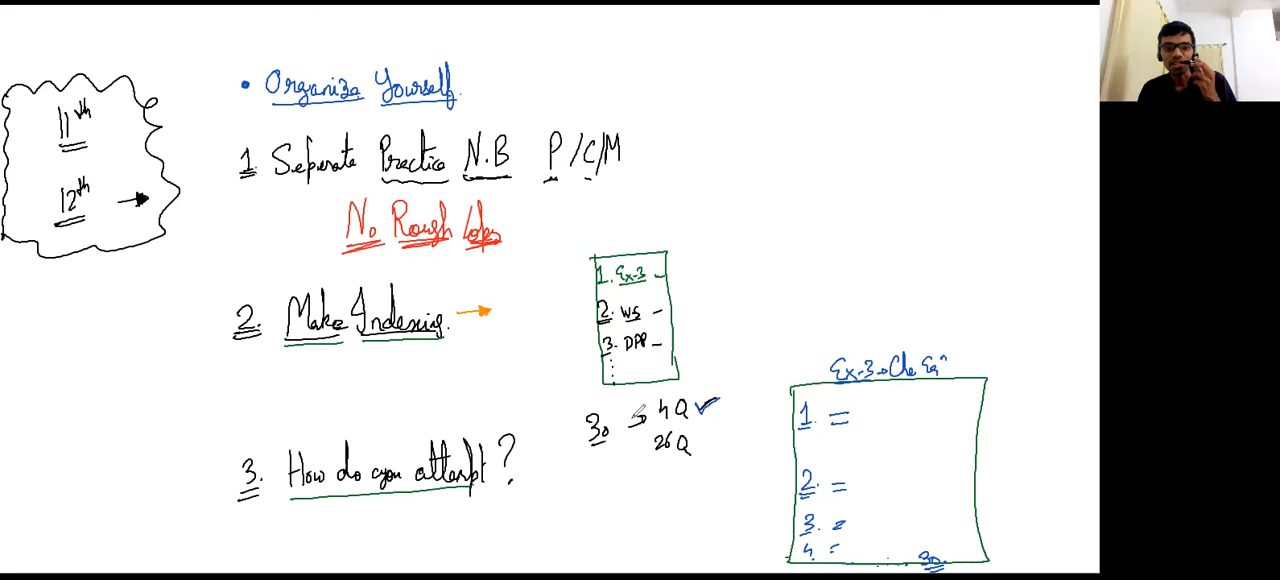 11th
12th →
• Organize Yourself
1. Seperate Practice N.B P/C/M
No Rough Copy
2. Make Indexing. →
1. Ex-3 –
2. WS –
3. DPP –
30 → 4Q ✓
26Q
3. How do you attempt?
Ex-3 → Che Eqn
1. =
2. =
3. =
4. =
..... 30